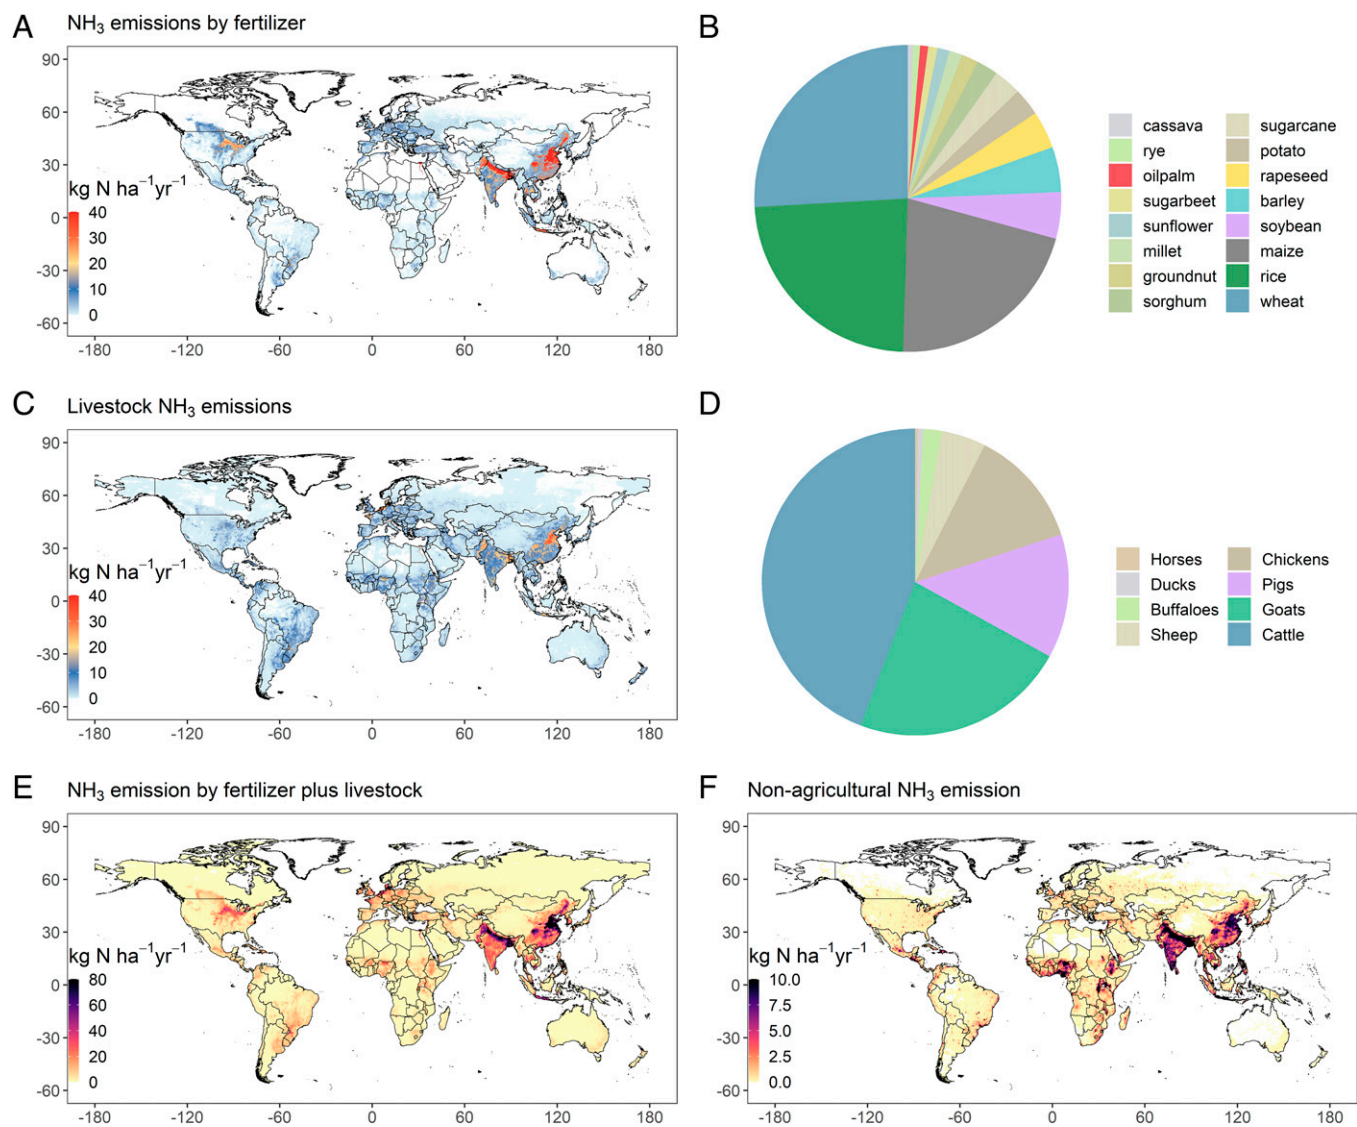 A NH₃ emissions by fertilizer
90
60
30
0
-30
-60
kg N ha⁻¹yr⁻¹
40
30
20
10
0
-180 -120 -60 0 60 120 180
B
cassava
rye
oilpalm
sugarbeet
sunflower
millet
groundnut
sorghum
sugarcane
potato
rapeseed
barley
soybean
maize
rice
wheat
C Livestock NH₃ emissions
90
60
30
0
-30
-60
kg N ha⁻¹yr⁻¹
40
30
20
10
0
-180 -120 -60 0 60 120 180
D
Horses
Ducks
Buffaloes
Sheep
Chickens
Pigs
Goats
Cattle
E NH₃ emission by fertilizer plus livestock
90
60
30
0
-30
-60
kg N ha⁻¹yr⁻¹
80
60
40
20
0
-180 -120 -60 0 60 120 180
F Non-agricultural NH₃ emission
90
60
30
0
-30
-60
kg N ha⁻¹yr⁻¹
10.0
7.5
5.0
2.5
0.0
-180 -120 -60 0 60 120 180